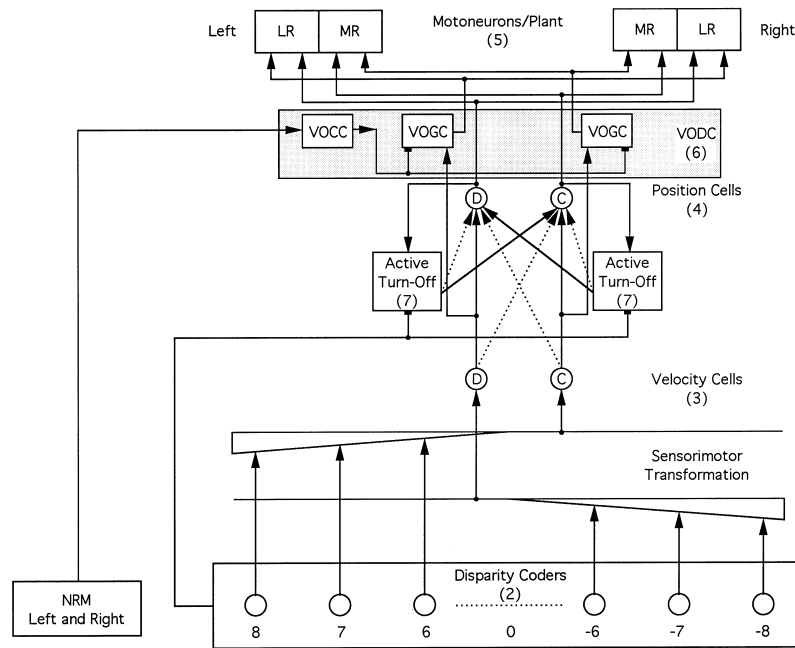 Left
LR
MR
Motoneurons/Plant
(5)
MR
LR
Right
VOCC
VOGC
VOGC
VODC
(6)
Position Cells
(4)
D
C
Active
Turn-Off
(7)
Active
Turn-Off
(7)
D
C
Velocity Cells
(3)
Sensorimotor
Transformation
Disparity Coders
(2)
NRM
Left and Right
8
7
6
0
-6
-7
-8